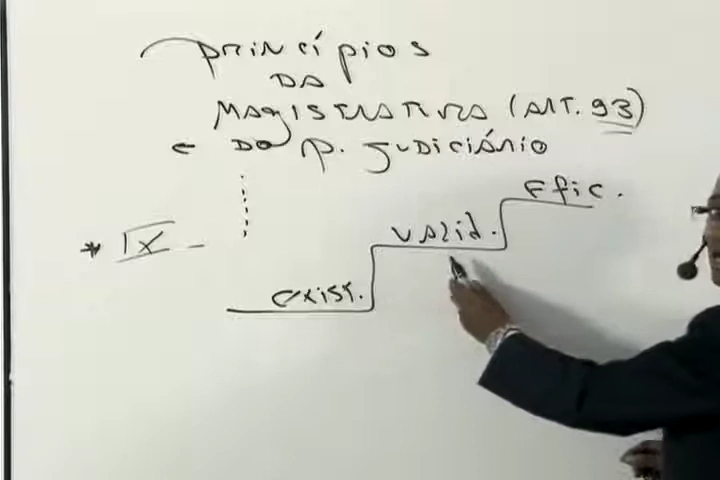 princípios
DA
MAGISTRATURA (ART. 93)
e DO P. JUDICIÁRIO
Efic.
* IX - valid.
exist.